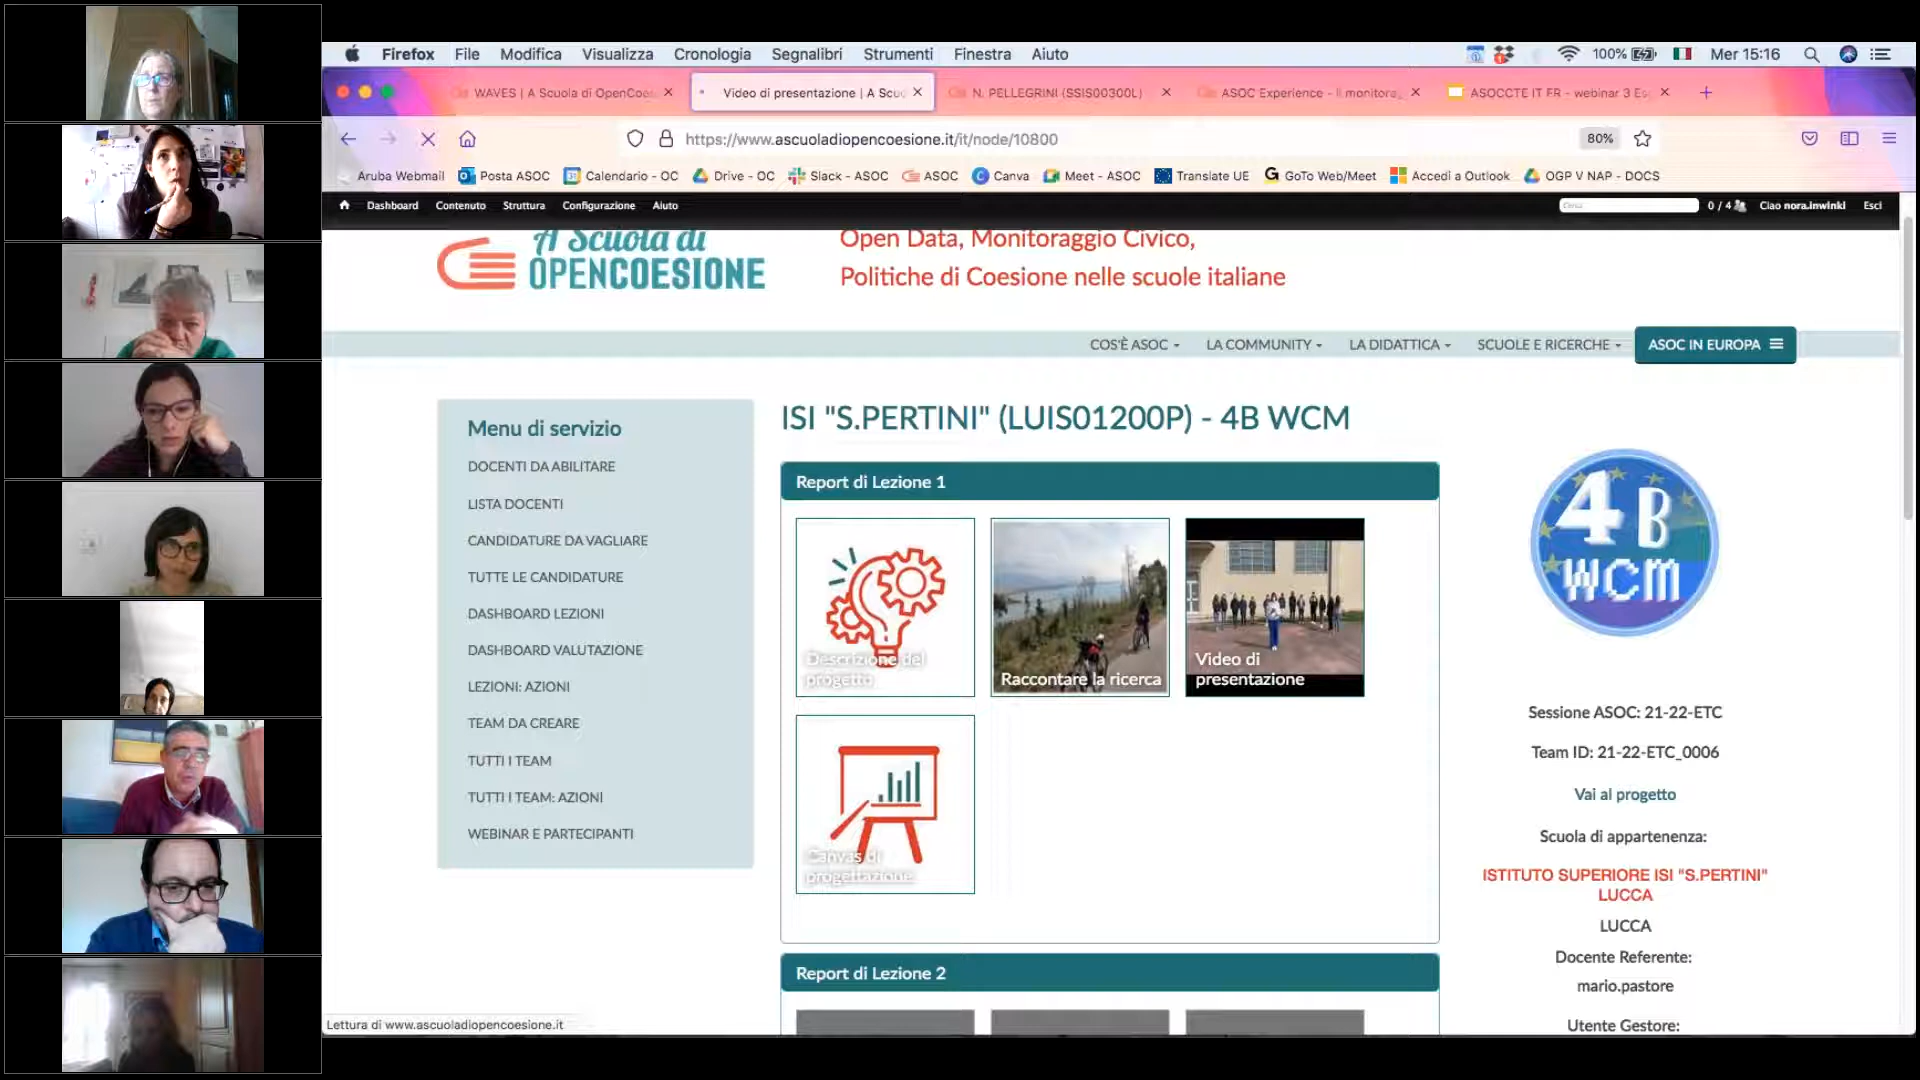 Firefox File Modifica Visualizza Cronologia Segnalibri Strumenti Finestra Aiuto
100% Mer 15:16
WAVES | A Scuola di OpenCoes
Video di presentazione | A Scuo
N. PELLEGRINI (SSIS00300L)
ASOC Experience - Il monitora
ASOCCTE IT FR - webinar 3 Es
https://www.ascuoladiopencoesione.it/it/node/10800
80%
Aruba Webmail Posta ASOC Calendario - OC Drive - OC Slack - ASOC ASOC Canva Meet - ASOC Translate UE GoTo Web/Meet Accedi a Outlook OGP V NAP - DOCS
Dashboard Contenuto Struttura Configurazione Aiuto
Cerca
0 / 4
Ciao nora.inwinkl
Esci
A Scuola di
OPENCOESIONE
Open Data, Monitoraggio Civico,
Politiche di Coesione nelle scuole italiane
COS'È ASOC LA COMMUNITY LA DIDATTICA SCUOLE E RICERCHE ASOC IN EUROPA
Menu di servizio
DOCENTI DA ABILITARE
LISTA DOCENTI
CANDIDATURE DA VAGLIARE
TUTTE LE CANDIDATURE
DASHBOARD LEZIONI
DASHBOARD VALUTAZIONE
LEZIONI: AZIONI
TEAM DA CREARE
TUTTI I TEAM
TUTTI I TEAM: AZIONI
WEBINAR E PARTECIPANTI
ISI "S.PERTINI" (LUIS01200P) - 4B WCM
Report di Lezione 1
Descrizione del
progetto
Raccontare la ricerca
Video di
presentazione
Canvas di
progettazione
Report di Lezione 2
4B
WCM
Sessione ASOC: 21-22-ETC
Team ID: 21-22-ETC_0006
Vai al progetto
Scuola di appartenenza:
ISTITUTO SUPERIORE ISI "S.PERTINI"
LUCCA
LUCCA
Docente Referente:
mario.pastore
Utente Gestore:
Lettura di www.ascuoladiopencoesione.it